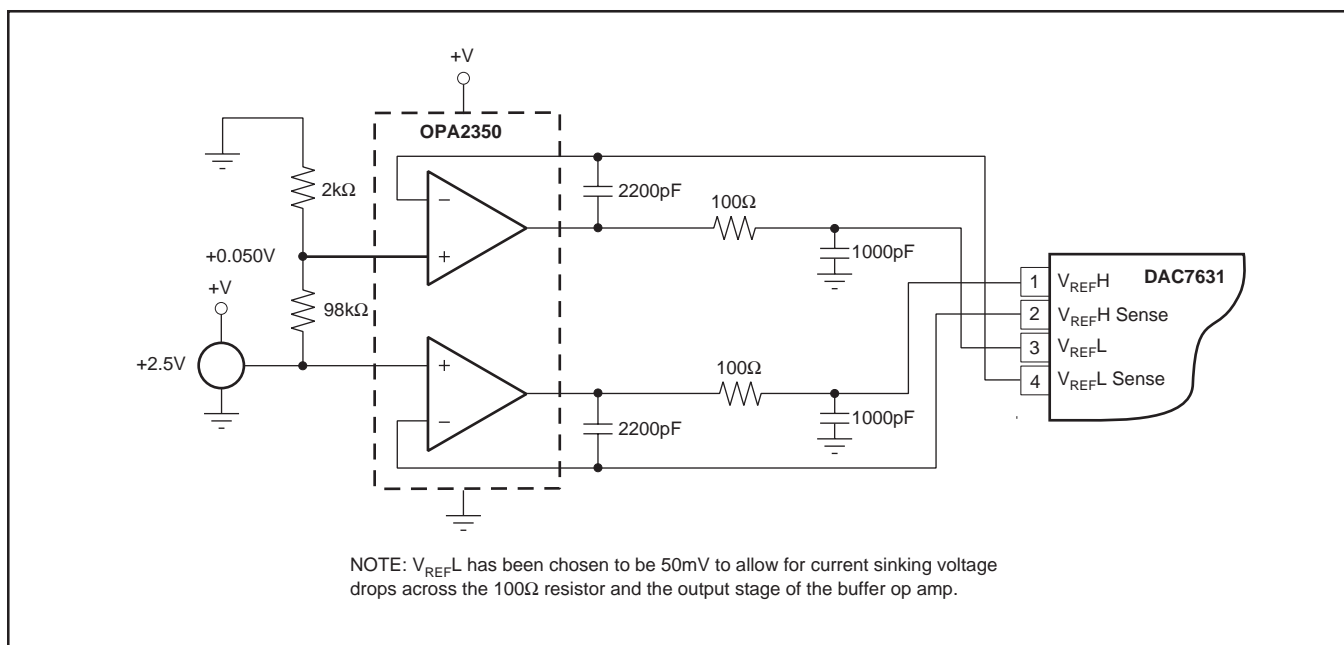 +V
OPA2350
2kΩ
2200pF
100Ω
−
+0.050V
+
1000pF
+V
98kΩ
1 VREFH DAC7631
2 VREFH Sense
3 VREFL
4 VREFL Sense
+2.5V
+
100Ω
−
2200pF
1000pF
NOTE: VREFL has been chosen to be 50mV to allow for current sinking voltage
drops across the 100Ω resistor and the output stage of the buffer op amp.